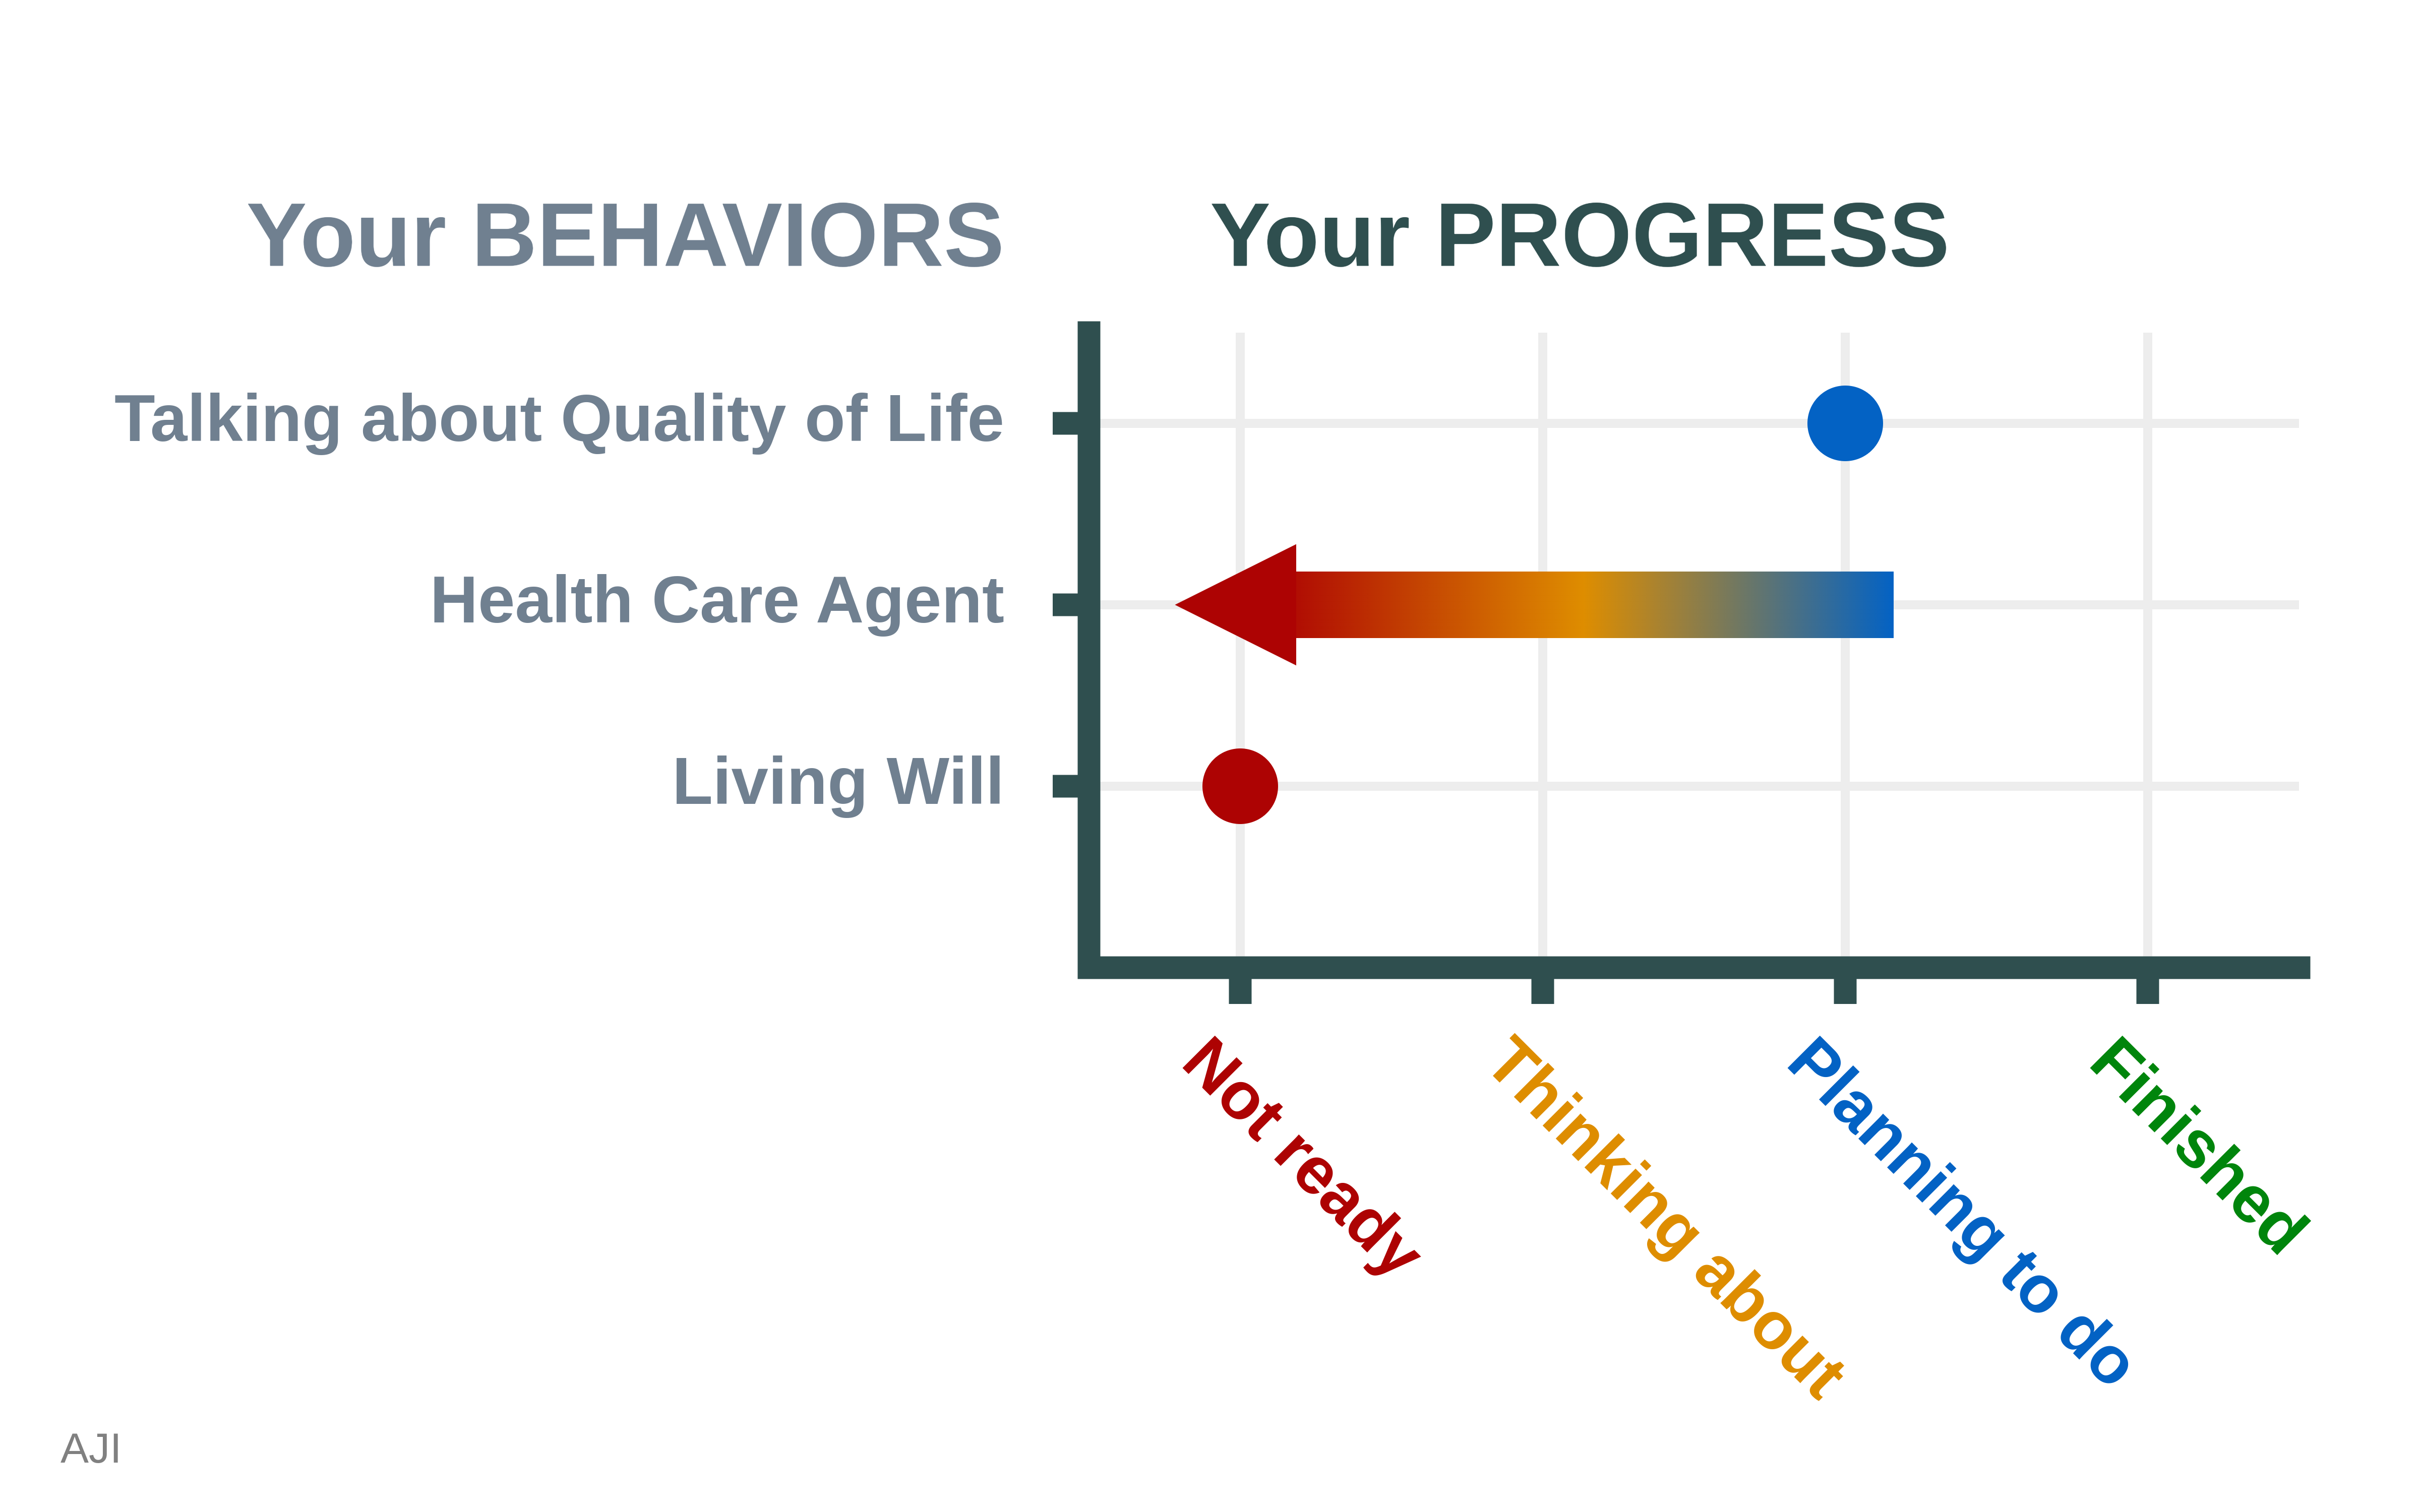 Your BEHAVIORS
Your PROGRESS
Talking about Quality of Life
Health Care Agent
Living Will
Not ready
Thinking about
Planning to do
Finished
AJI